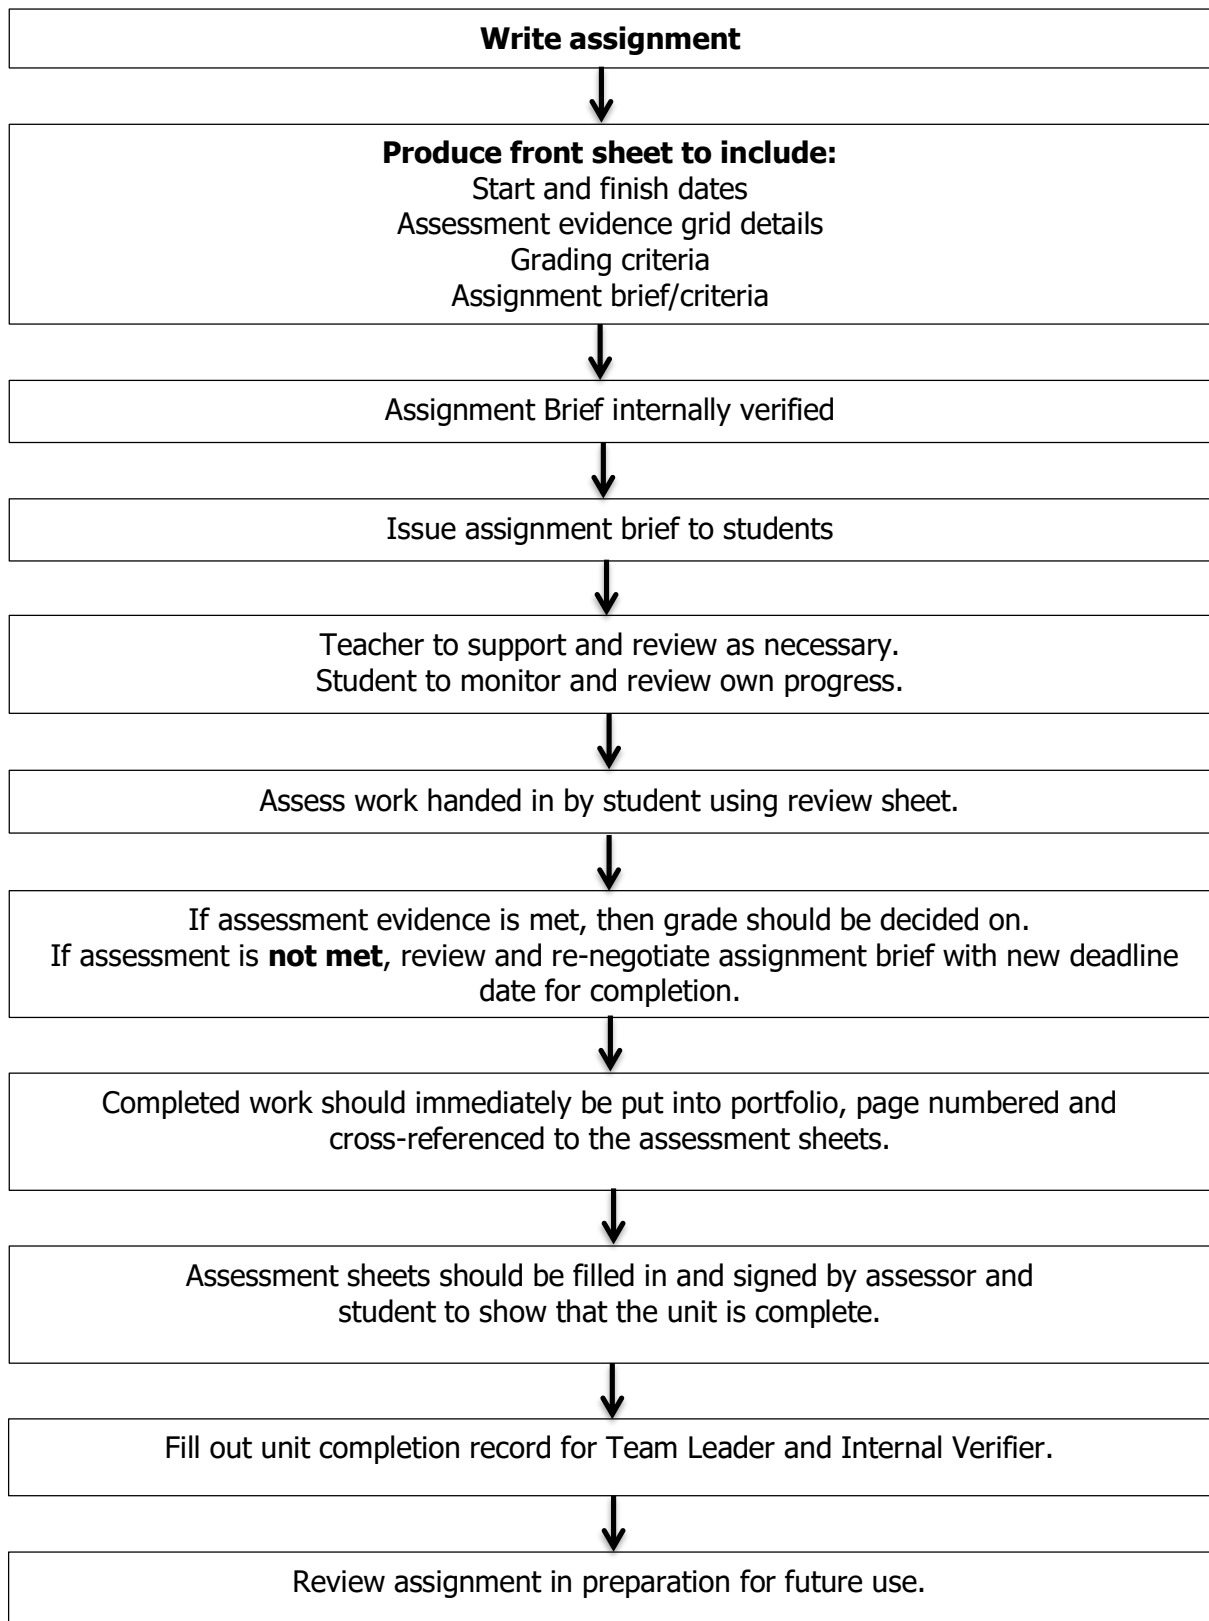 Write assignment
Produce front sheet to include:
Start and finish dates
Assessment evidence grid details
Grading criteria
Assignment brief/criteria
Assignment Brief internally verified
Issue assignment brief to students
Teacher to support and review as necessary.
Student to monitor and review own progress.
Assess work handed in by student using review sheet.
If assessment evidence is met, then grade should be decided on.
If assessment is not met, review and re-negotiate assignment brief with new deadline
date for completion.
Completed work should immediately be put into portfolio, page numbered and
cross-referenced to the assessment sheets.
Assessment sheets should be filled in and signed by assessor and
student to show that the unit is complete.
Fill out unit completion record for Team Leader and Internal Verifier.
Review assignment in preparation for future use.